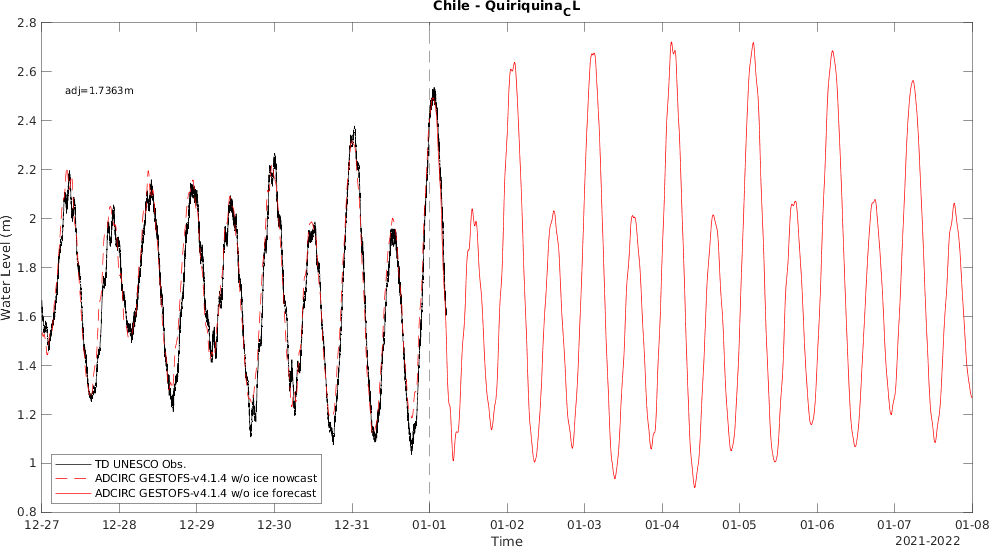 Chile - Quiriquina_CL
2.8
2.6
adj=1.7363m
2.4
2.2
2
1.8
Water Level (m)
1.6
1.4
1.2
1
0.8
TD UNESCO Obs.
ADCIRC GESTOFS-v4.1.4 w/o ice nowcast
ADCIRC GESTOFS-v4.1.4 w/o ice forecast
12-27 12-28 12-29 12-30 12-31 01-01 01-02 01-03 01-04 01-05 01-06 01-07 01-08
Time
2021-2022